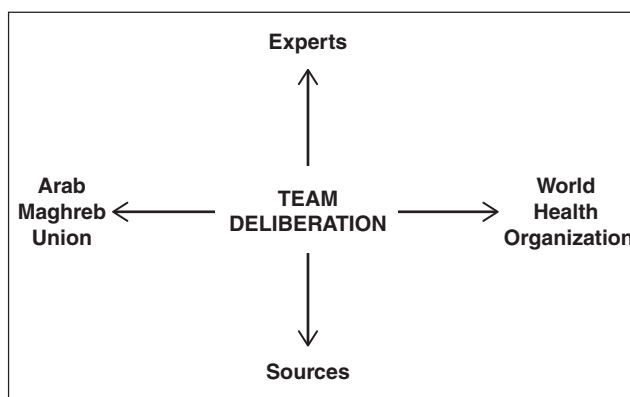 Experts
Arab
Maghreb
Union
TEAM
DELIBERATION
World
Health
Organization
Sources